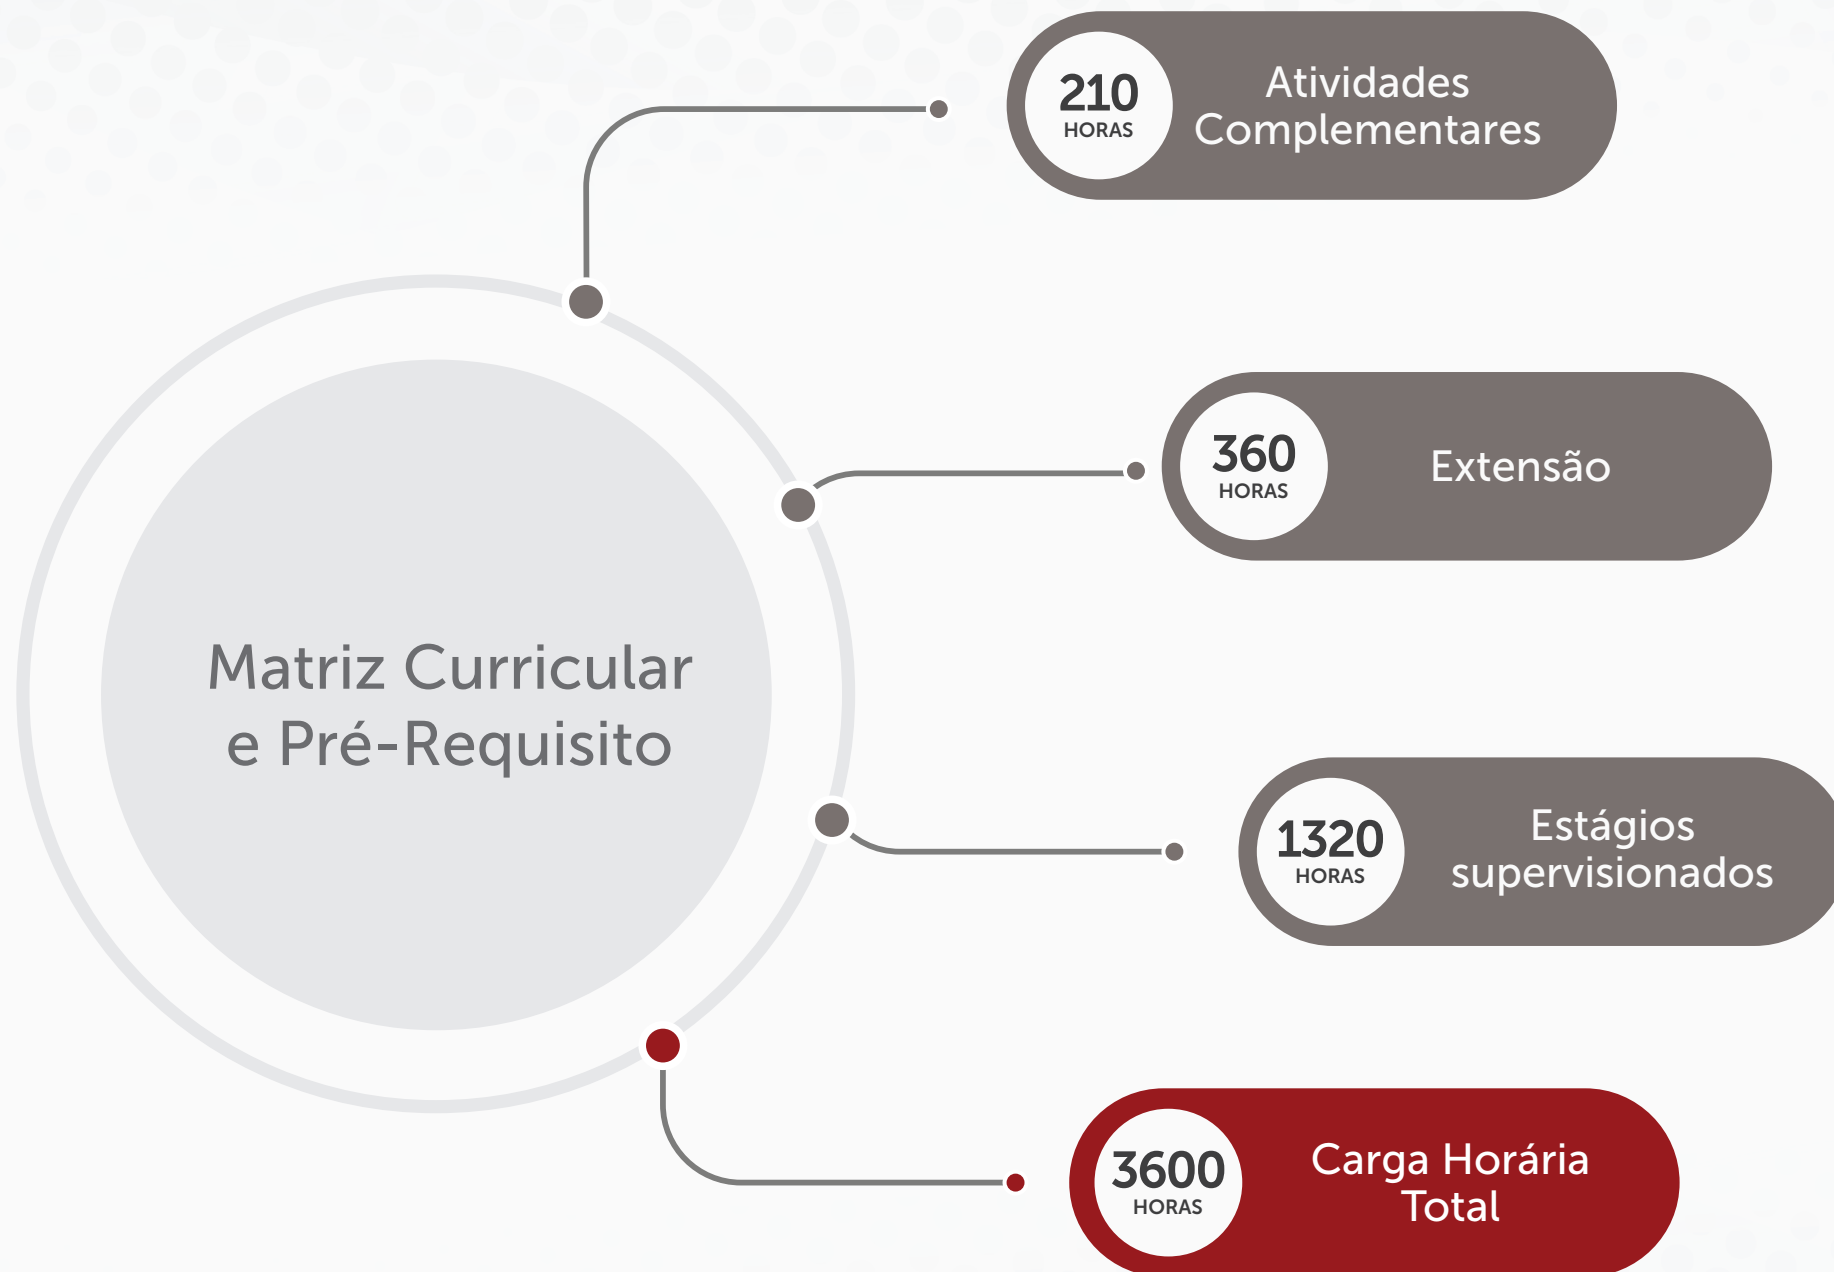 210
HORAS
Atividades
Complementares
360
HORAS
Extensão
Matriz Curricular
e Pré-Requisito
1320
HORAS
Estágios
supervisionados
3600
HORAS
Carga Horária
Total